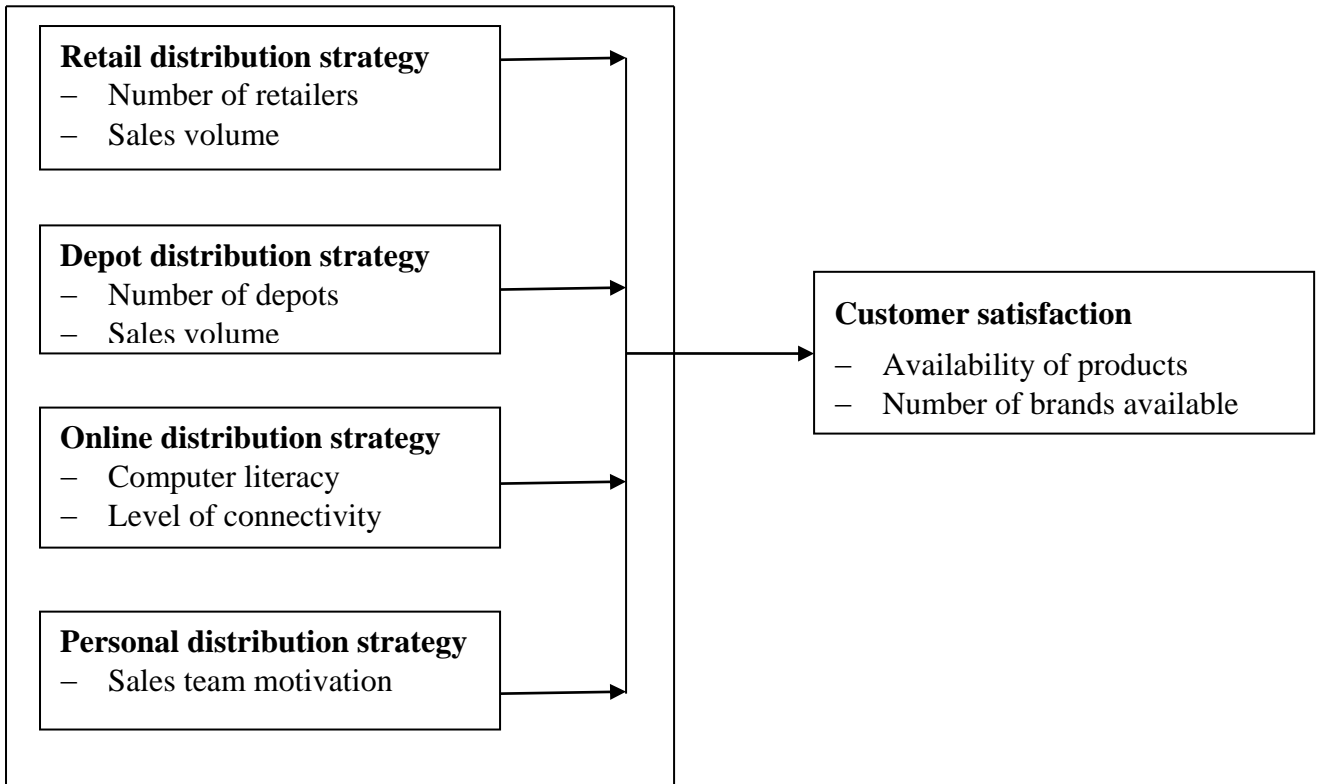 Retail distribution strategy
– Number of retailers
– Sales volume
Depot distribution strategy
– Number of depots
– Sales volume
Customer satisfaction
– Availability of products
– Number of brands available
Online distribution strategy
– Computer literacy
– Level of connectivity
Personal distribution strategy
– Sales team motivation